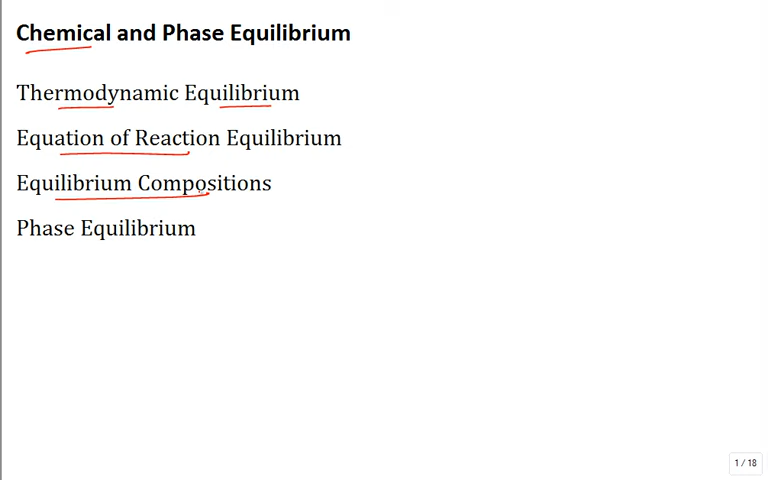 Chemical and Phase Equilibrium
Thermodynamic Equilibrium
Equation of Reaction Equilibrium
Equilibrium Compositions
Phase Equilibrium
1 / 18